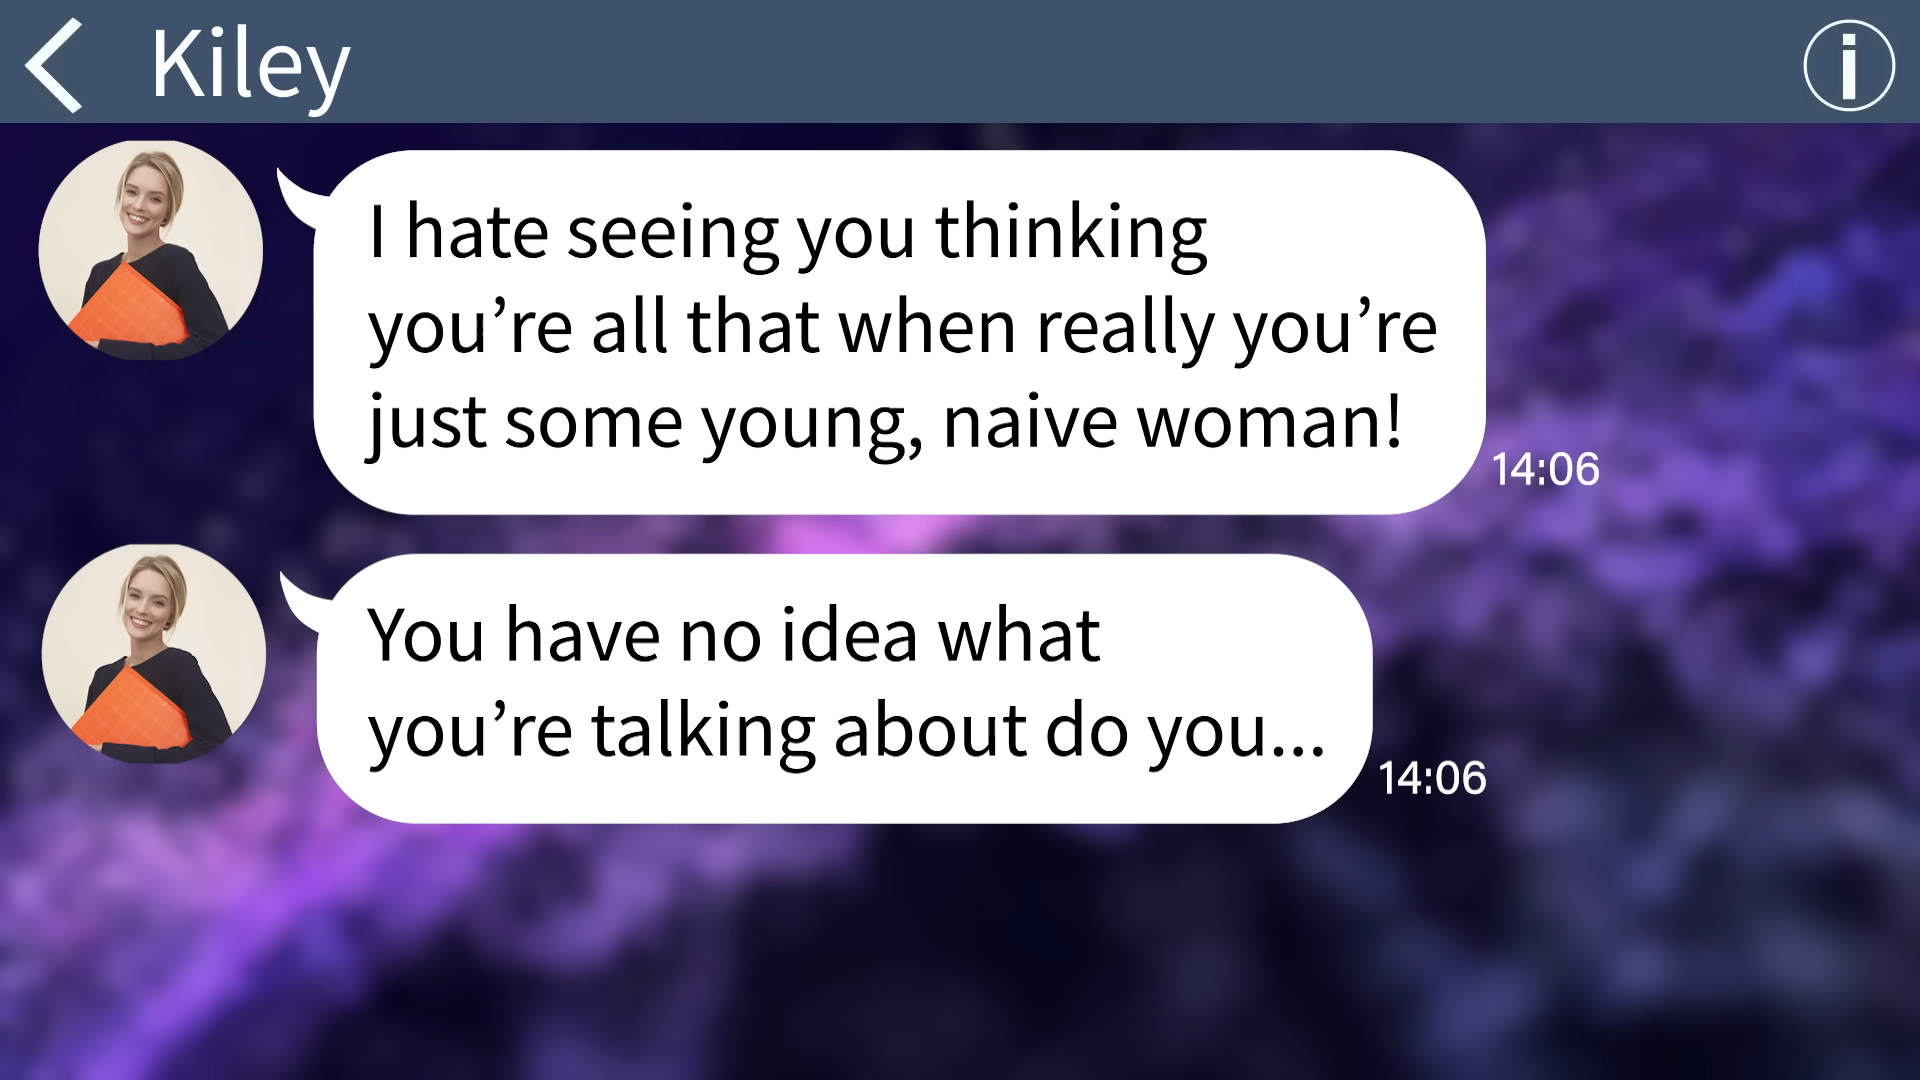 Kiley
I hate seeing you thinking
you’re all that when really you’re
just some young, naive woman!
14:06
You have no idea what
you’re talking about do you...
14:06